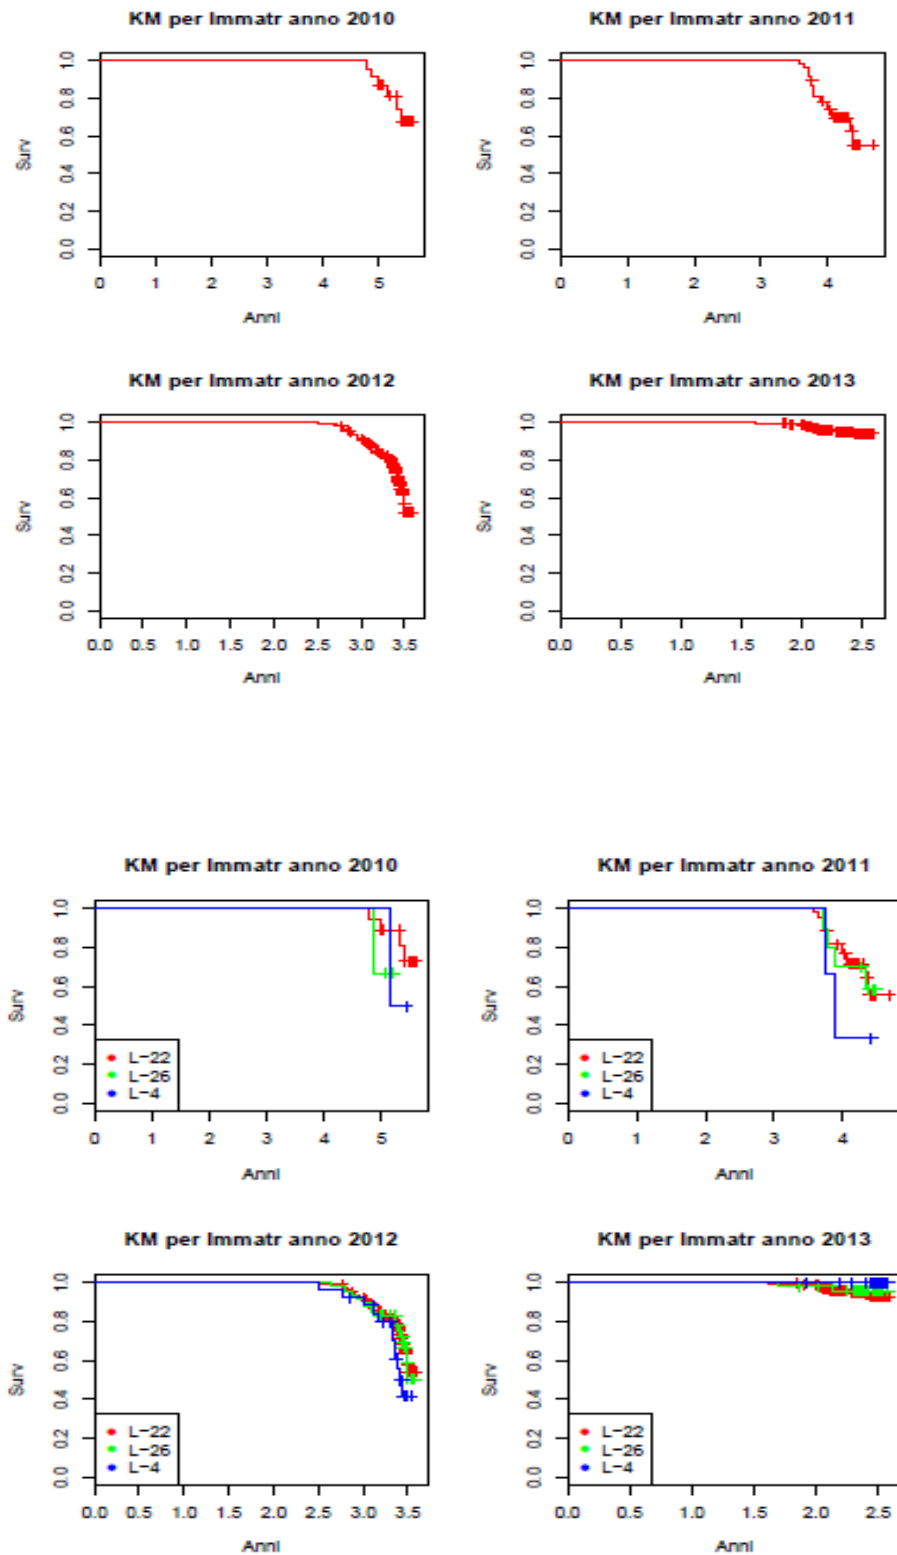 KM per Immatr anno 2010
KM per Immatr anno 2011
Surv
0.0 0.2 0.4 0.6 0.8 1.0
0 1 2 3 4 5
Anni
Surv
0.0 0.2 0.4 0.6 0.8 1.0
0 1 2 3 4
Anni
KM per Immatr anno 2012
KM per Immatr anno 2013
Surv
0.0 0.2 0.4 0.6 0.8 1.0
0.0 0.5 1.0 1.5 2.0 2.5 3.0 3.5
Anni
Surv
0.0 0.2 0.4 0.6 0.8 1.0
0.0 0.5 1.0 1.5 2.0 2.5
Anni
KM per Immatr anno 2010
KM per Immatr anno 2011
Surv
0.0 0.2 0.4 0.6 0.8 1.0
L-22
L-26
L-4
0 1 2 3 4 5
Anni
Surv
0.0 0.2 0.4 0.6 0.8 1.0
L-22
L-26
L-4
0 1 2 3 4
Anni
KM per Immatr anno 2012
KM per Immatr anno 2013
Surv
0.0 0.2 0.4 0.6 0.8 1.0
L-22
L-26
L-4
0.0 0.5 1.0 1.5 2.0 2.5 3.0 3.5
Anni
Surv
0.0 0.2 0.4 0.6 0.8 1.0
L-22
L-26
L-4
0.0 0.5 1.0 1.5 2.0 2.5
Anni